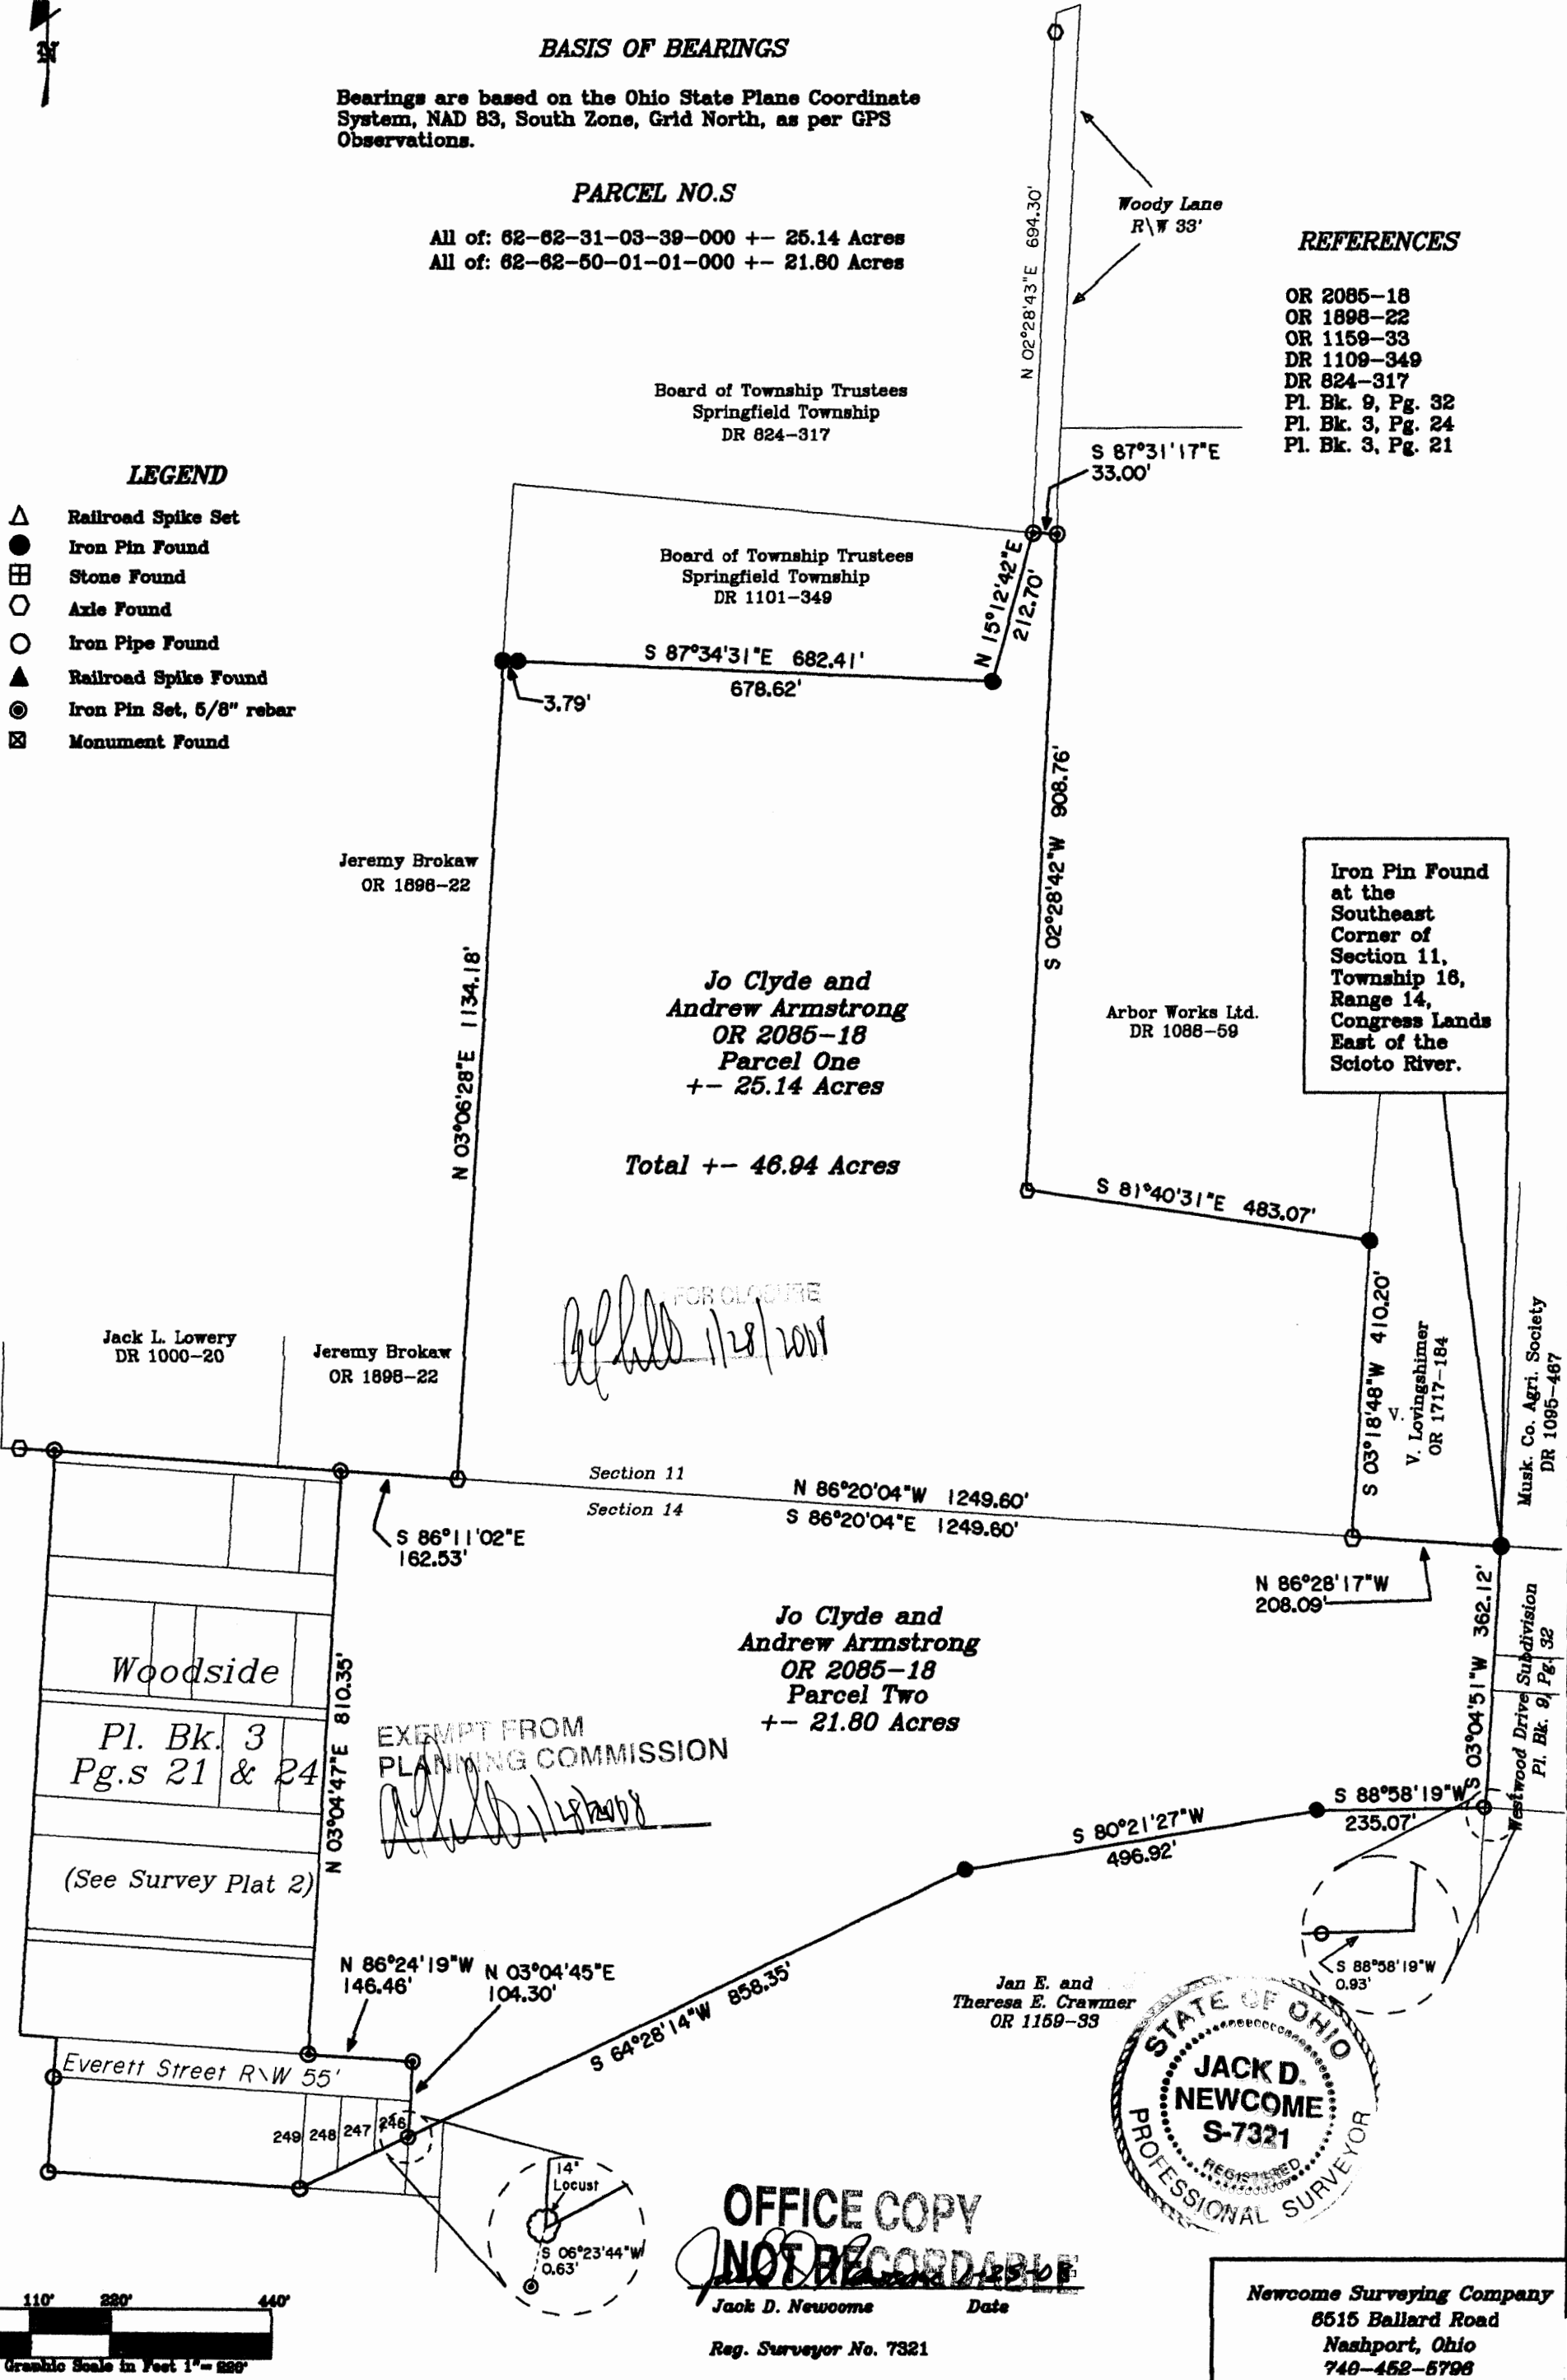 N
BASIS OF BEARINGS
Bearings are based on the Ohio State Plane Coordinate
System, NAD 83, South Zone, Grid North, as per GPS
Observations.
PARCEL NO.S
All of: 62-62-31-03-39-000 +- 25.14 Acres
All of: 62-62-50-01-01-000 +- 21.80 Acres
N 02°28'43"E 694.30'
Woody Lane
R\W 33'
REFERENCES
OR 2085-18
OR 1898-22
OR 1159-33
DR 1109-349
DR 824-317
Pl. Bk. 9, Pg. 32
Pl. Bk. 3, Pg. 24
Pl. Bk. 3, Pg. 21
Board of Township Trustees
Springfield Township
DR 824-317
S 87°31'17"E
33.00'
LEGEND
Railroad Spike Set
Iron Pin Found
Stone Found
Axle Found
Iron Pipe Found
Railroad Spike Found
Iron Pin Set, 5/8" rebar
Monument Found
Board of Township Trustees
Springfield Township
DR 1101-349
N 15°12'42"E
212.70'
S 87°34'31"E 682.41'
678.62'
3.79'
S 02°28'42"W 908.76'
Jeremy Brokaw
OR 1898-22
N 03°06'28"E 1134.18'
Jo Clyde and
Andrew Armstrong
OR 2085-18
Parcel One
+- 25.14 Acres
Total +- 46.94 Acres
Arbor Works Ltd.
DR 1088-59
Iron Pin Found
at the
Southeast
Corner of
Section 11,
Township 16,
Range 14,
Congress Lands
East of the
Scioto River.
S 81°40'31"E 483.07'
FOR CLOSURE
1/28/2008
Jack L. Lowery
DR 1000-20
Jeremy Brokaw
OR 1898-22
S 03°18'48"W 410.20'
V.
V. Lovingshimer
OR 1717-184
Musk. Co. Agri. Society
DR 1095-467
Section 11
Section 14
N 86°20'04"W 1249.60'
S 86°20'04"E 1249.60'
S 86°11'02"E
162.53'
N 86°28'17"W
208.09'
Jo Clyde and
Andrew Armstrong
OR 2085-18
Parcel Two
+- 21.80 Acres
S 03°04'51"W 362.12'
Westwood Drive Subdivision
Pl. Bk. 9, Pg. 32
Woodside
Pl. Bk. 3
Pg.s 21 & 24
(See Survey Plat 2)
N 03°04'47"E 810.35'
EXEMPT FROM
PLANNING COMMISSION
1/28/2008
S 88°58'19"W
235.07'
S 80°21'27"W
496.92'
S 88°58'19"W
0.93'
N 86°24'19"W
146.46'
N 03°04'45"E
104.30'
S 64°28'14"W 858.35'
Jan E. and
Theresa E. Crawmer
OR 1159-33
Everett Street R\W 55'
249 248 247 246
14"
Locust
S 06°23'44"W
0.63'
STATE OF OHIO
JACK D.
NEWCOME
S-7321
REGISTERED
PROFESSIONAL SURVEYOR
OFFICE COPY
NOT RECORDABLE
1-25-08
Jack D. Newcome Date
Reg. Surveyor No. 7321
110' 220' 440'
Graphic Scale in Feet 1"= 220'
Newcome Surveying Company
6515 Ballard Road
Nashport, Ohio
740-452-5796